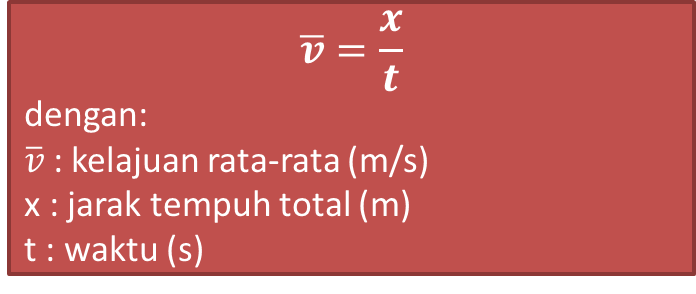 v̅ = x/t
dengan:
v̅ : kelajuan rata-rata (m/s)
x : jarak tempuh total (m)
t : waktu (s)